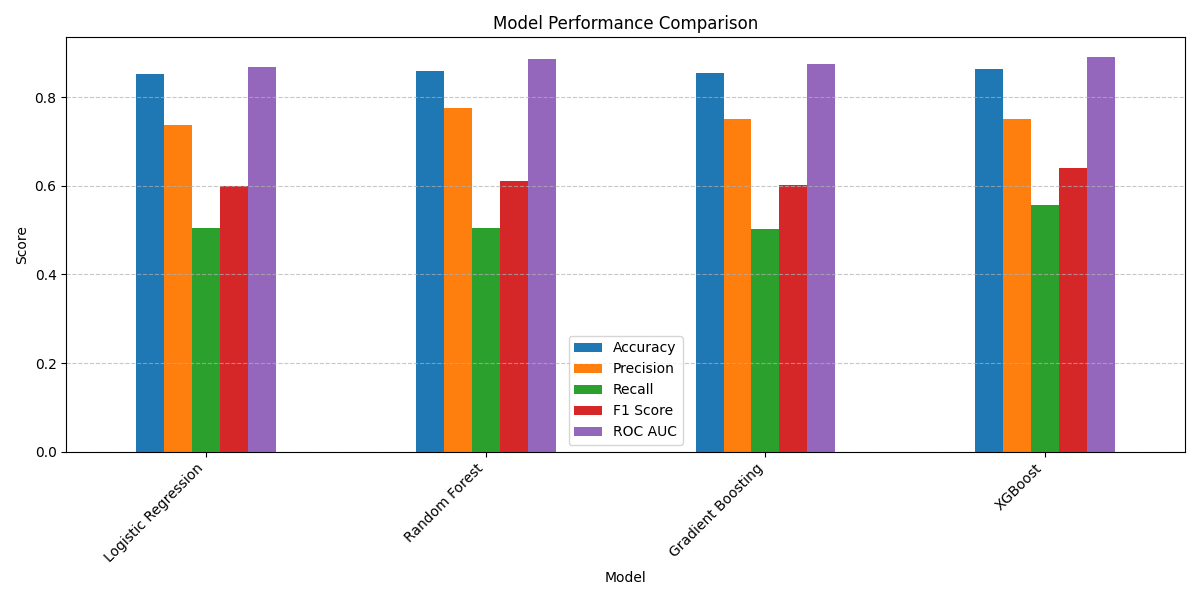 Model Performance Comparison
Score
0.8
0.6
0.4
0.2
0.0
Accuracy
Precision
Recall
F1 Score
ROC AUC
Logistic Regression
Random Forest
Gradient Boosting
XGBoost
Model